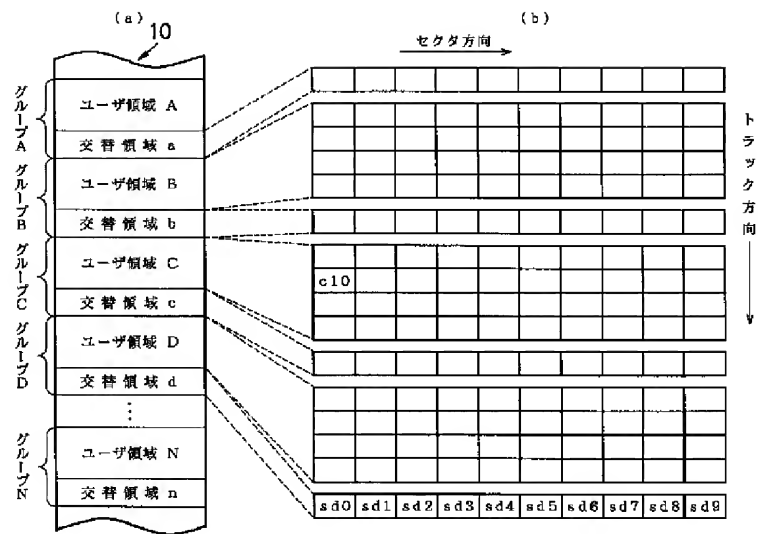 (a)
10
グループA
ユーザ領域 A
交替領域 a
グループB
ユーザ領域 B
交替領域 b
グループC
ユーザ領域 C
交替領域 c
グループD
ユーザ領域 D
交替領域 d
⋮
グループN
ユーザ領域 N
交替領域 n
(b)
セクタ方向
トラック方向
c10
sd0 sd1 sd2 sd3 sd4 sd5 sd6 sd7 sd8 sd9